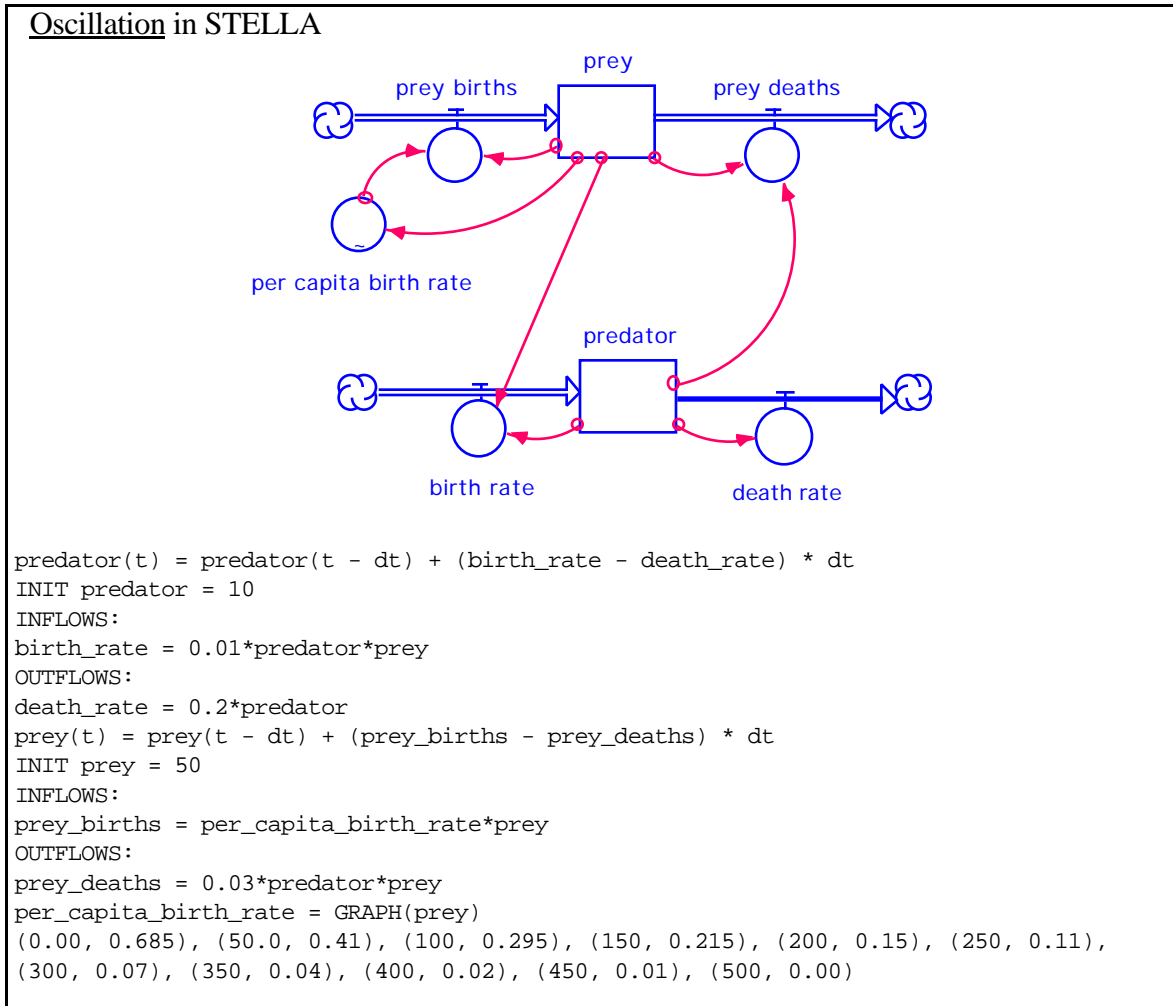 Oscillation in STELLA
prey
prey births
prey deaths
~
per capita birth rate
predator
birth rate
death rate
predator(t) = predator(t - dt) + (birth_rate - death_rate) * dt
INIT predator = 10
INFLOWS:
birth_rate = 0.01*predator*prey
OUTFLOWS:
death_rate = 0.2*predator
prey(t) = prey(t - dt) + (prey_births - prey_deaths) * dt
INIT prey = 50
INFLOWS:
prey_births = per_capita_birth_rate*prey
OUTFLOWS:
prey_deaths = 0.03*predator*prey
per_capita_birth_rate = GRAPH(prey)
(0.00, 0.685), (50.0, 0.41), (100, 0.295), (150, 0.215), (200, 0.15), (250, 0.11),
(300, 0.07), (350, 0.04), (400, 0.02), (450, 0.01), (500, 0.00)